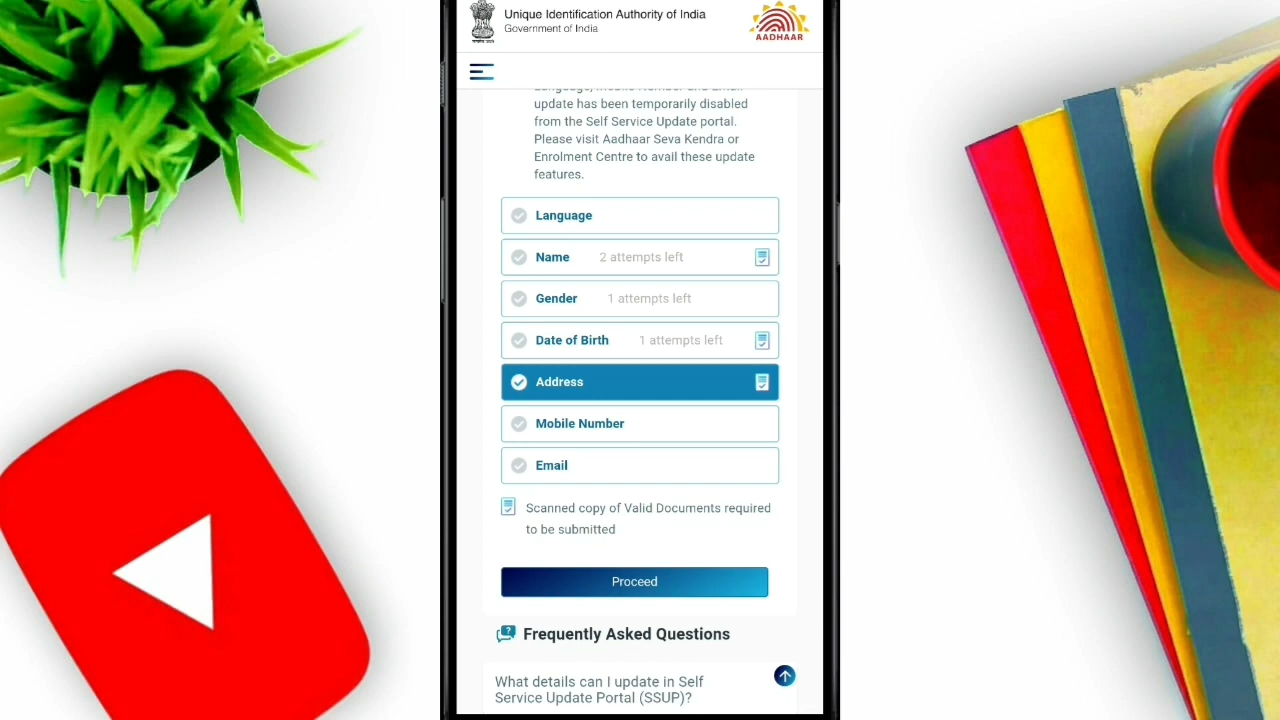 Unique Identification Authority of India
Government of India
AADHAAR
update has been temporarily disabled
from the Self Service Update portal.
Please visit Aadhaar Seva Kendra or
Enrolment Centre to avail these update
features.
Language
Name 2 attempts left
Gender 1 attempts left
Date of Birth 1 attempts left
Address
Mobile Number
Email
Scanned copy of Valid Documents required
to be submitted
Proceed
Frequently Asked Questions
What details can I update in Self
Service Update Portal (SSUP)?